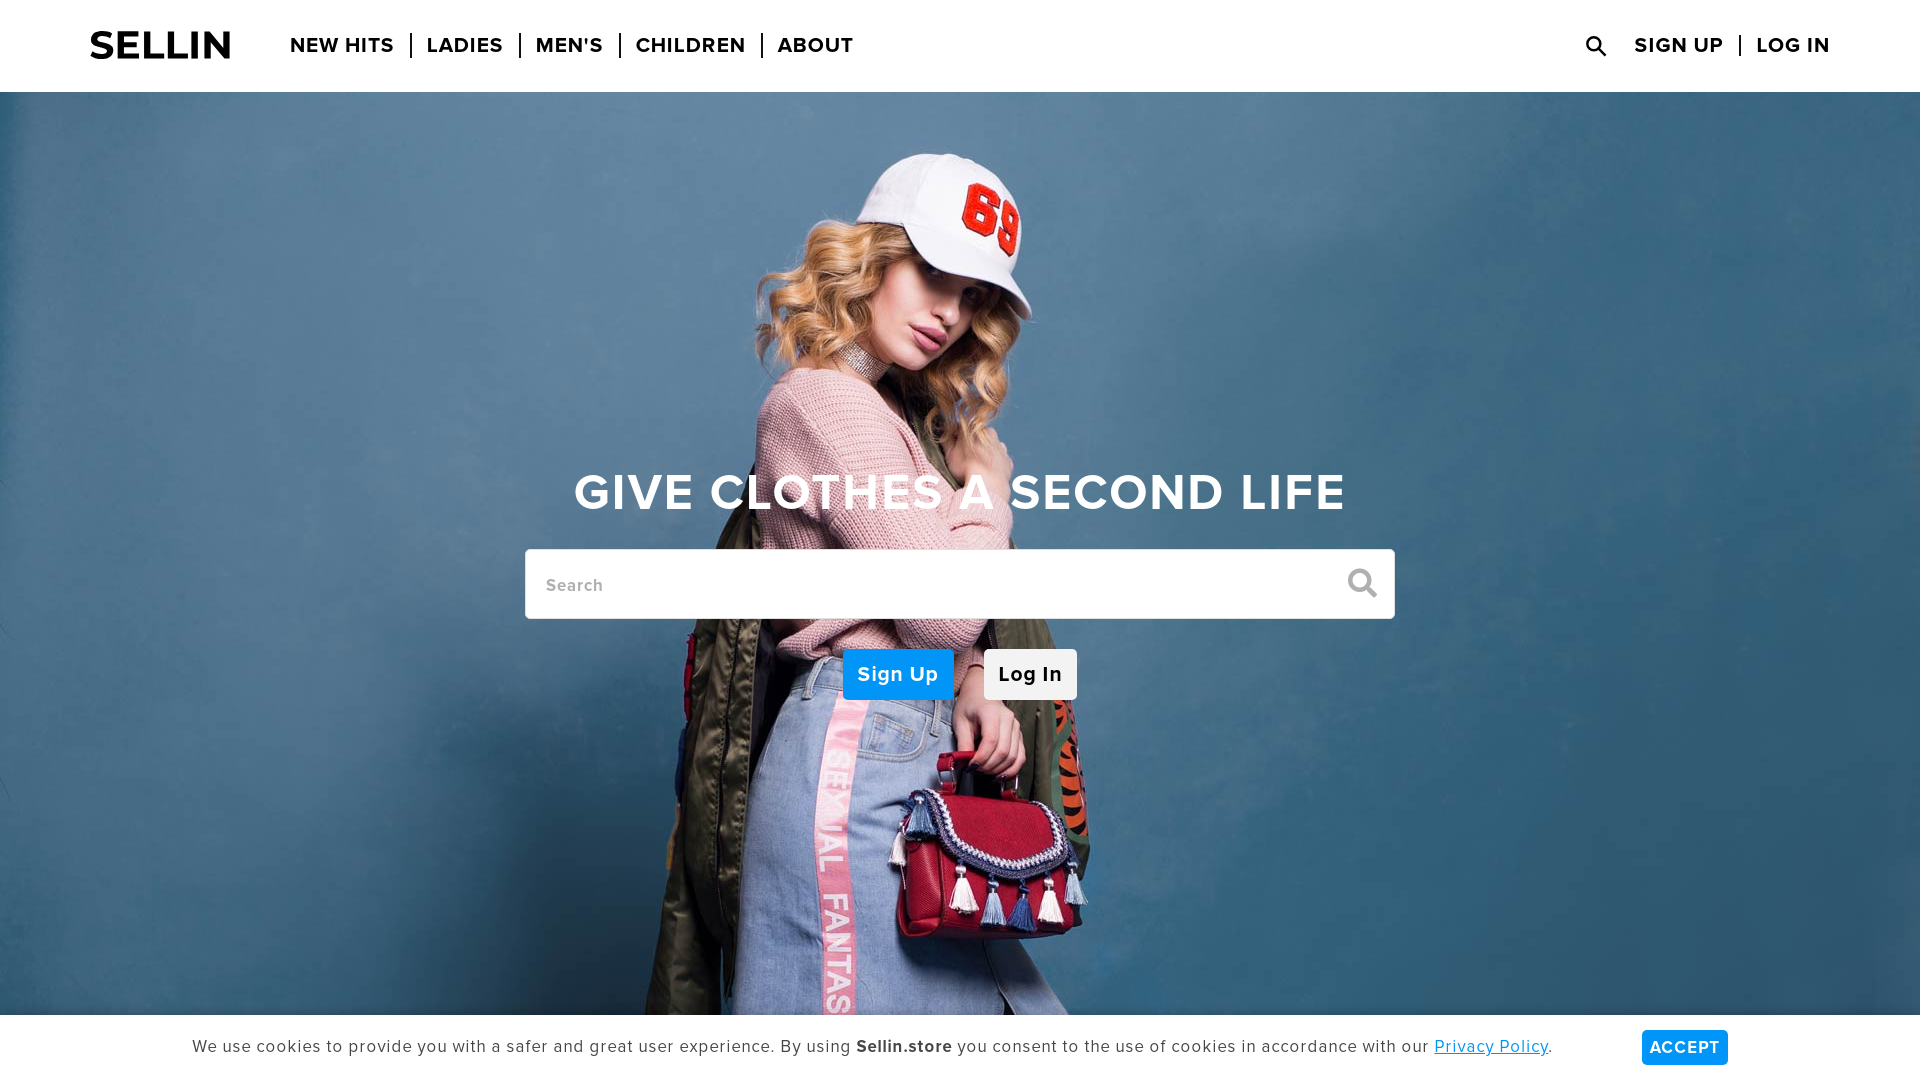 SELLIN
NEW HITS
LADIES
MEN'S
CHILDREN
ABOUT
SIGN UP
LOG IN
69
GIVE CLOTHES A SECOND LIFE
Search
Sign Up
Log In
SEXUAL FANTAS
We use cookies to provide you with a safer and great user experience. By using Sellin.store you consent to the use of cookies in accordance with our Privacy Policy.
ACCEPT